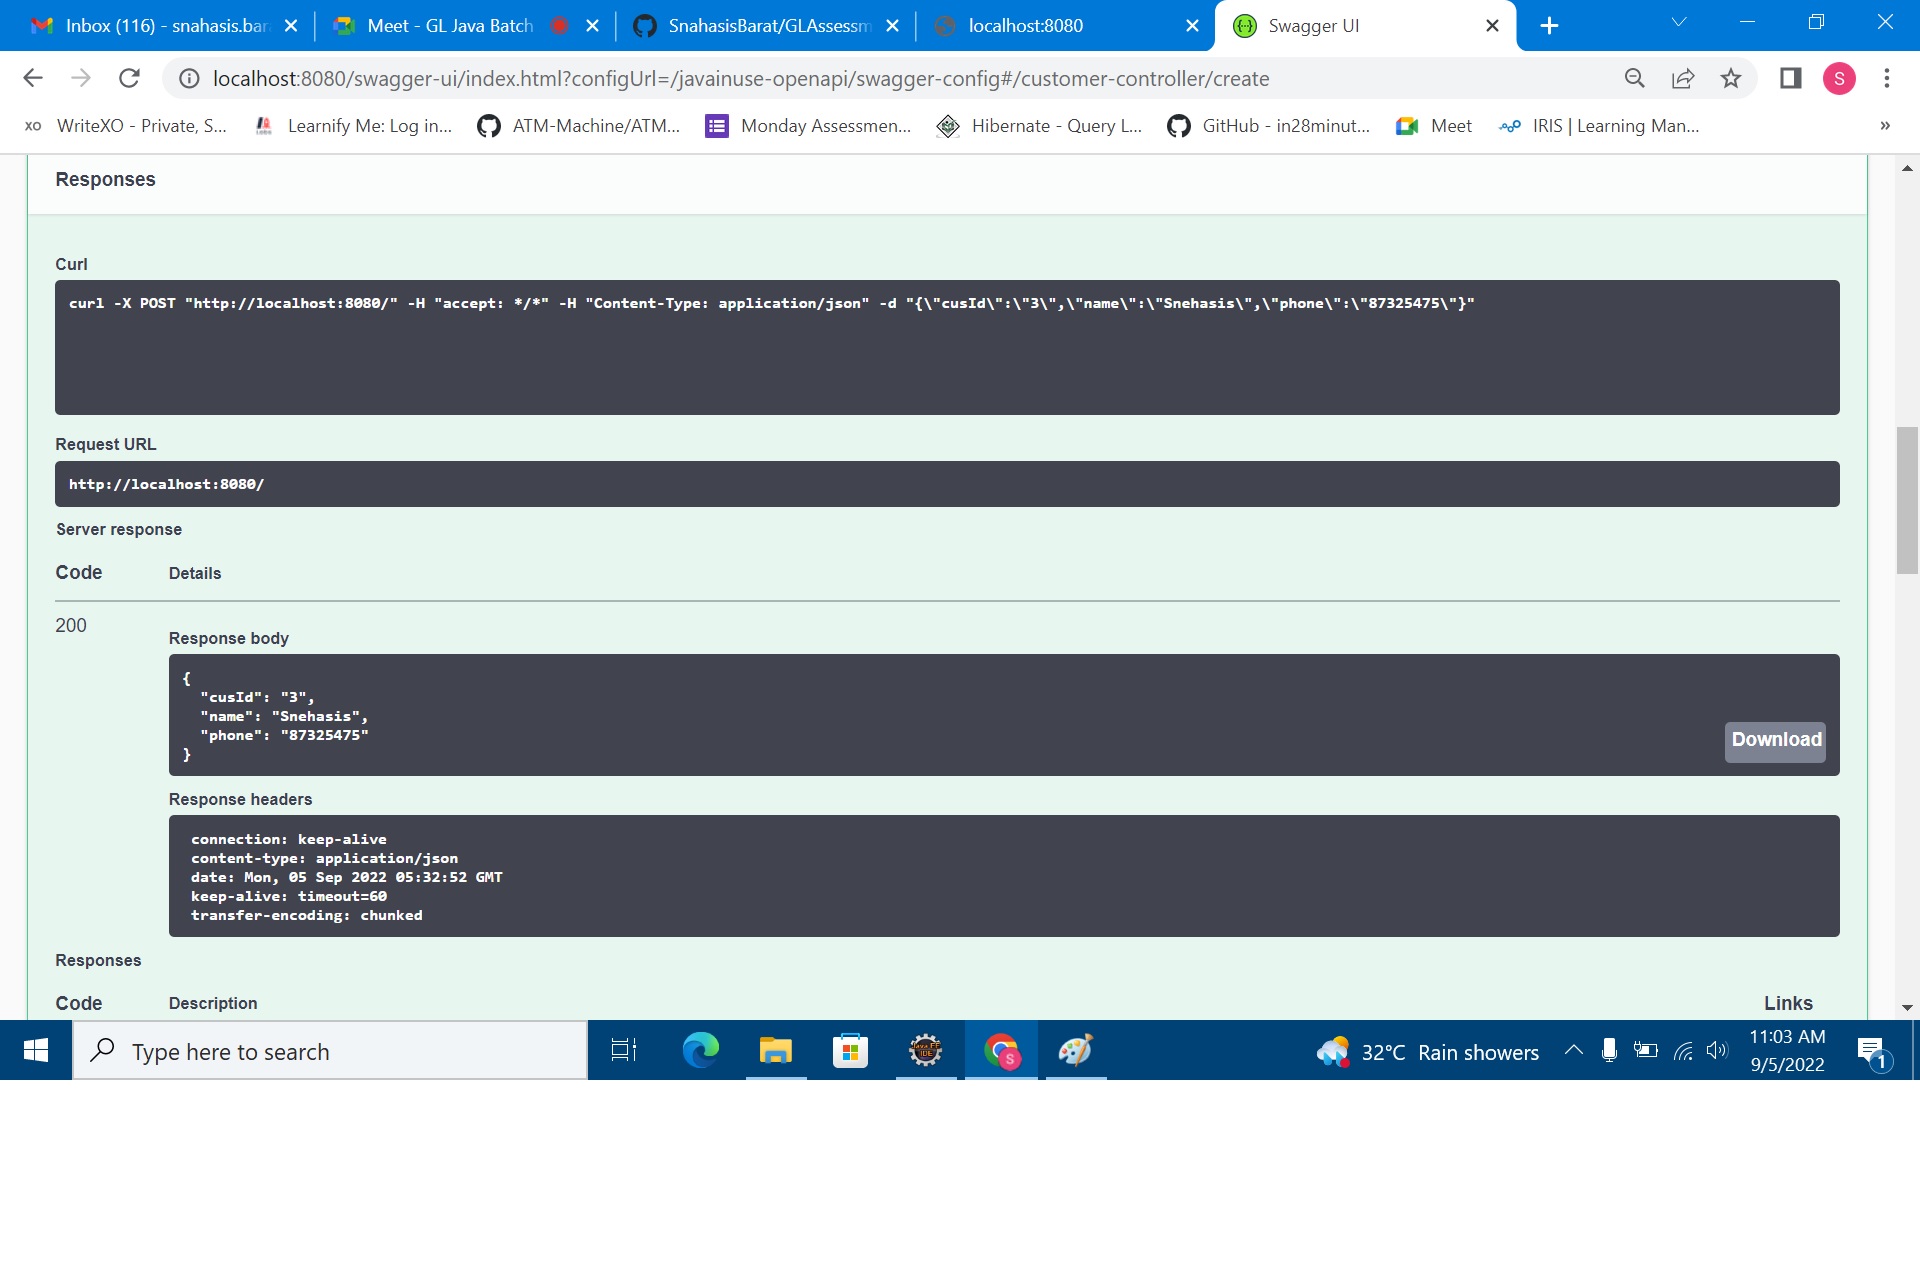 Inbox (116) - snahasis.bar
Meet - GL Java Batch
SnahasisBarat/GLAssessm
localhost:8080
Swagger UI
localhost:8080/swagger-ui/index.html?configUrl=/javainuse-openapi/swagger-config#/customer-controller/create
S
XO WriteXO - Private, S...
Learnify Me: Log in...
ATM-Machine/ATM...
Monday Assessmen...
Hibernate - Query L...
GitHub - in28minut...
Meet
IRIS | Learning Man...
»
Responses
Curl
curl -X POST "http://localhost:8080/" -H "accept: */*" -H "Content-Type: application/json" -d "{\"cusId\":\"3\",\"name\":\"Snehasis\",\"phone\":\"87325475\"}"
Request URL
http://localhost:8080/
Server response
Code Details
200
Response body
{
"cusId": "3",
"name": "Snehasis",
"phone": "87325475"
}
Download
Response headers
connection: keep-alive
content-type: application/json
date: Mon, 05 Sep 2022 05:32:52 GMT
keep-alive: timeout=60
transfer-encoding: chunked
Responses
Code Description Links
Type here to search
Java EE
IDE
S
32°C Rain showers
11:03 AM
9/5/2022
1